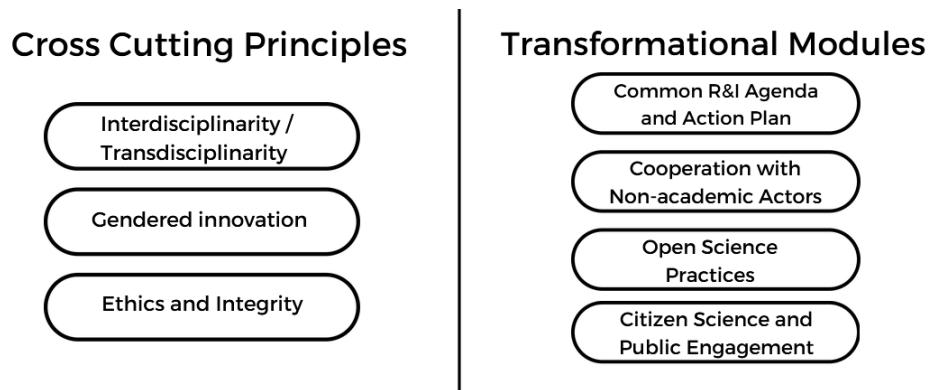 Cross Cutting Principles
Interdisciplinarity /
Transdisciplinarity
Gendered innovation
Ethics and Integrity
Transformational Modules
Common R&I Agenda
and Action Plan
Cooperation with
Non-academic Actors
Open Science
Practices
Citizen Science and
Public Engagement